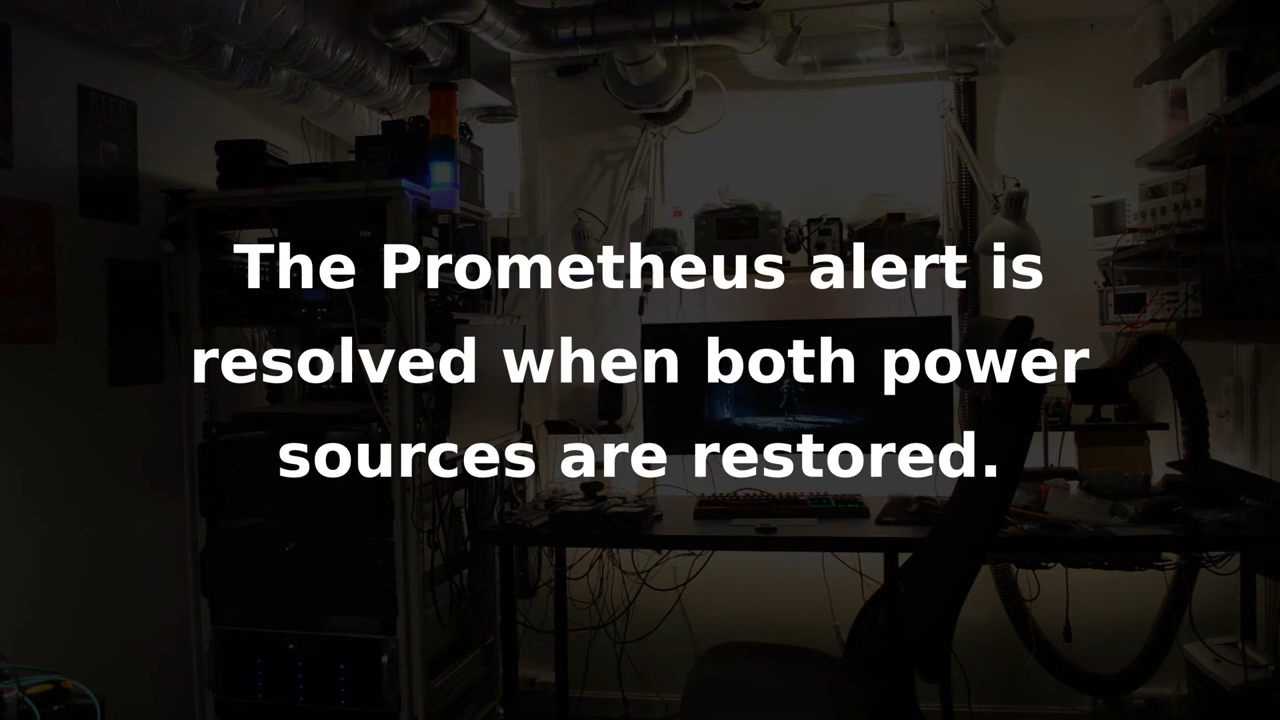 The Prometheus alert is
resolved when both power
sources are restored.